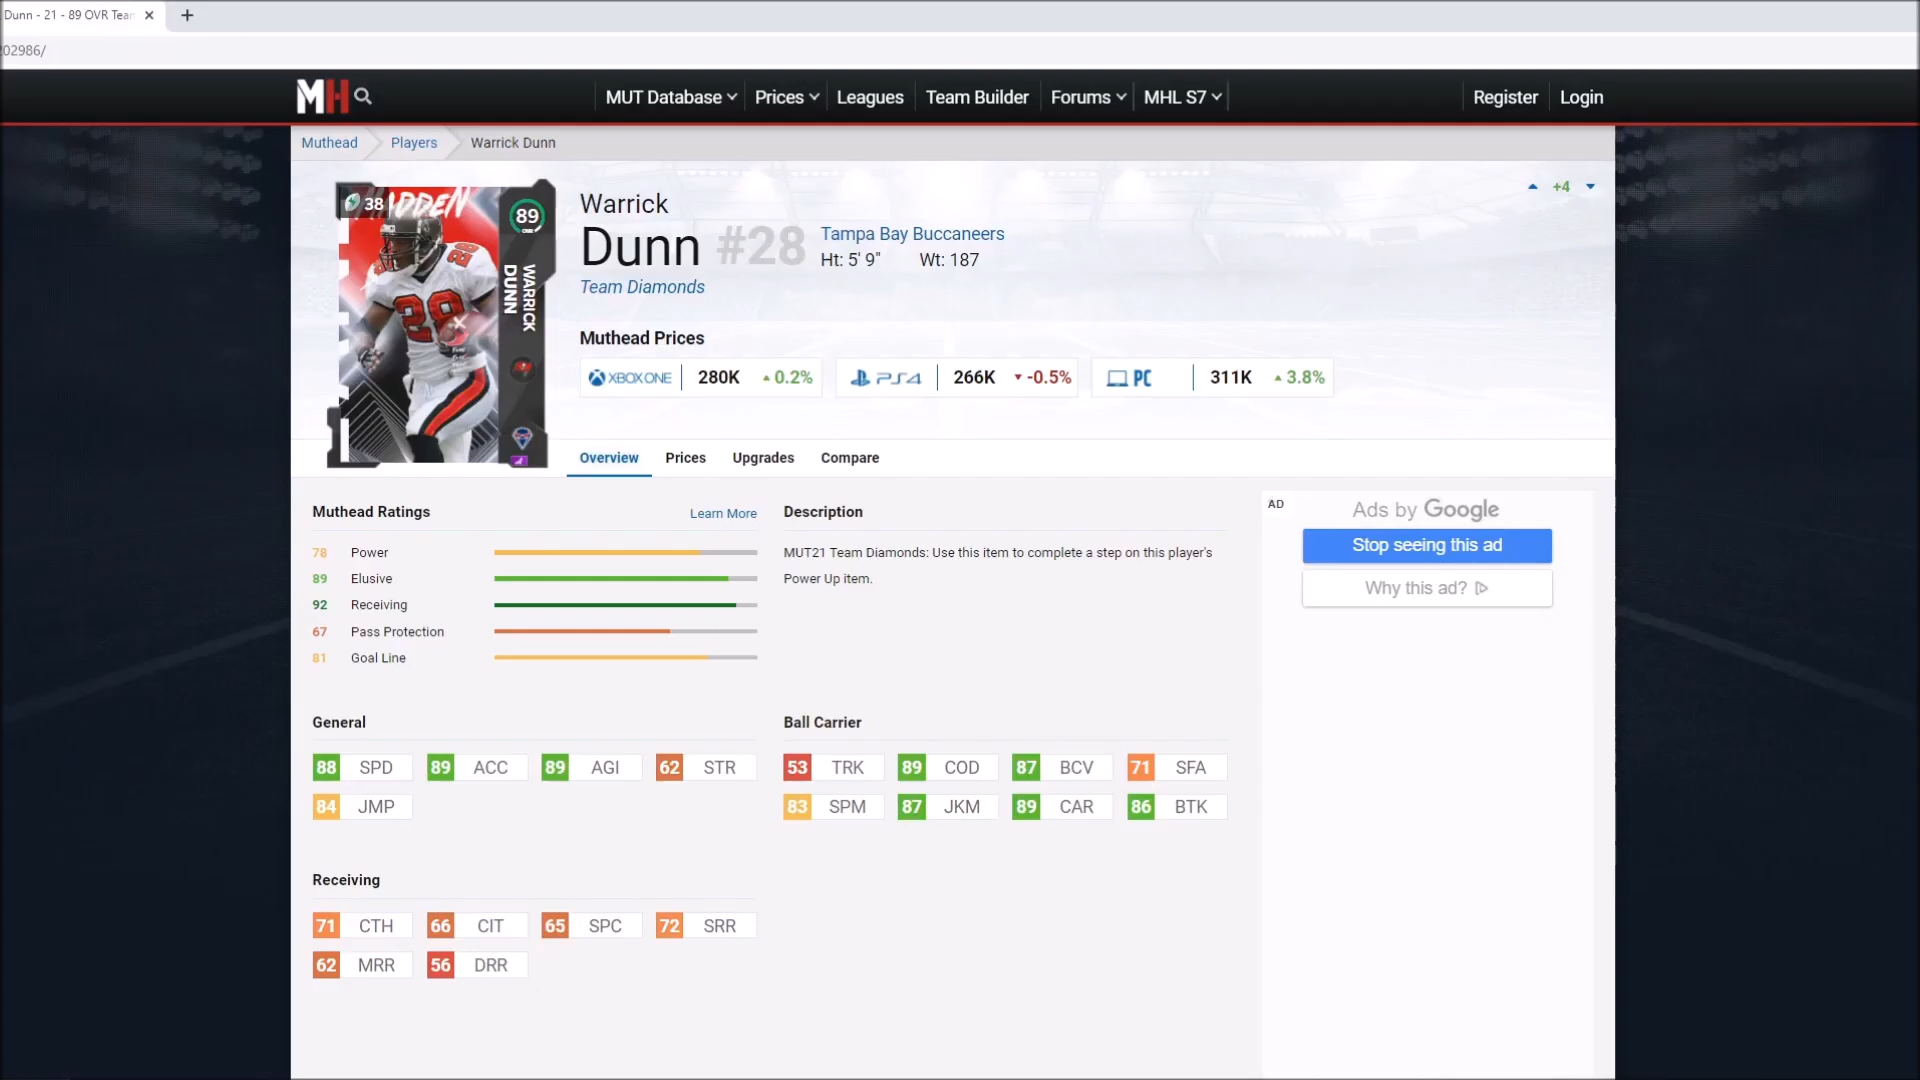 Dunn - 21 - 89 OVR Tean
202986/
MH
MUT Database Prices Leagues Team Builder Forums MHL S7 Register Login
Muthead Players Warrick Dunn
38 MADDEN 89
OVR
WARRICK
DUNN
28
28
Warrick
Dunn #28
Tampa Bay Buccaneers
Ht: 5' 9" Wt: 187
Team Diamonds
+4
Muthead Prices
XBOX ONE 280K 0.2% PS4 266K -0.5% PC 311K 3.8%
Overview Prices Upgrades Compare
Muthead Ratings Learn More
78 Power
89 Elusive
92 Receiving
67 Pass Protection
81 Goal Line
Description
MUT21 Team Diamonds: Use this item to complete a step on this player's
Power Up item.
AD
Ads by Google
Stop seeing this ad
Why this ad?
General
88 SPD 89 ACC 89 AGI 62 STR
84 JMP
Ball Carrier
53 TRK 89 COD 87 BCV 71 SFA
83 SPM 87 JKM 89 CAR 86 BTK
Receiving
71 CTH 66 CIT 65 SPC 72 SRR
62 MRR 56 DRR